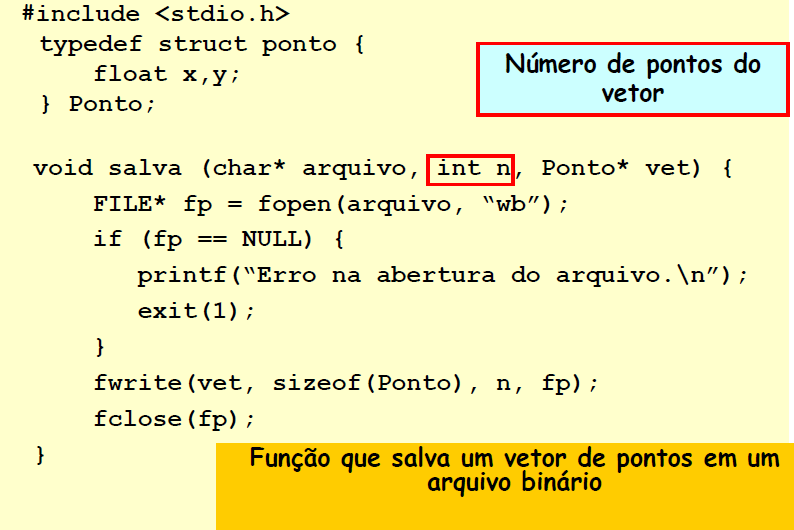 #include <stdio.h>
typedef struct ponto {
float x,y;
} Ponto;
Número de pontos do
vetor
void salva (char* arquivo, int n, Ponto* vet) {
FILE* fp = fopen(arquivo, “wb”);
if (fp == NULL) {
printf(“Erro na abertura do arquivo.\n”);
exit(1);
}
fwrite(vet, sizeof(Ponto), n, fp);
fclose(fp);
}
Função que salva um vetor de pontos em um
arquivo binário